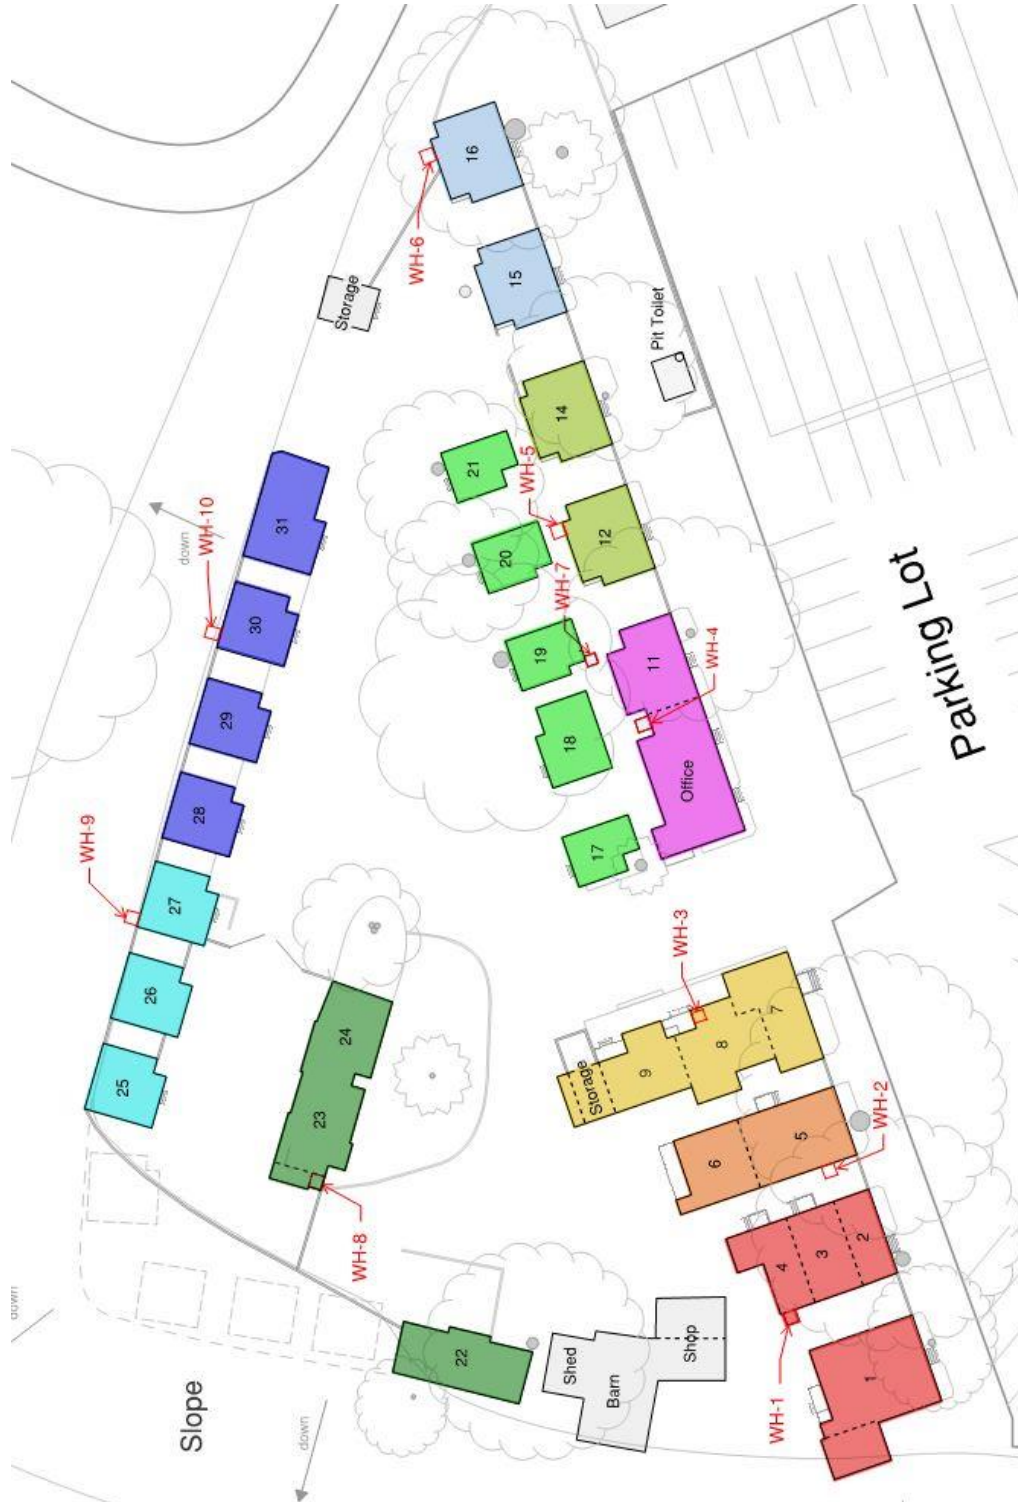 16
WH-6
Storage
15
Pit Toilet
14
21
WH-5
31
WH-10
down
12
20
WH-7
30
19
11
WH-4
Parking Lot
29
18
Office
28
17
WH-9
27
26
25
24
23
WH-8
WH-3
7
8
9
Storage
WH-2
5
6
2
3
4
WH-1
1
22
Shed
Barn
Shop
Slope
down
down